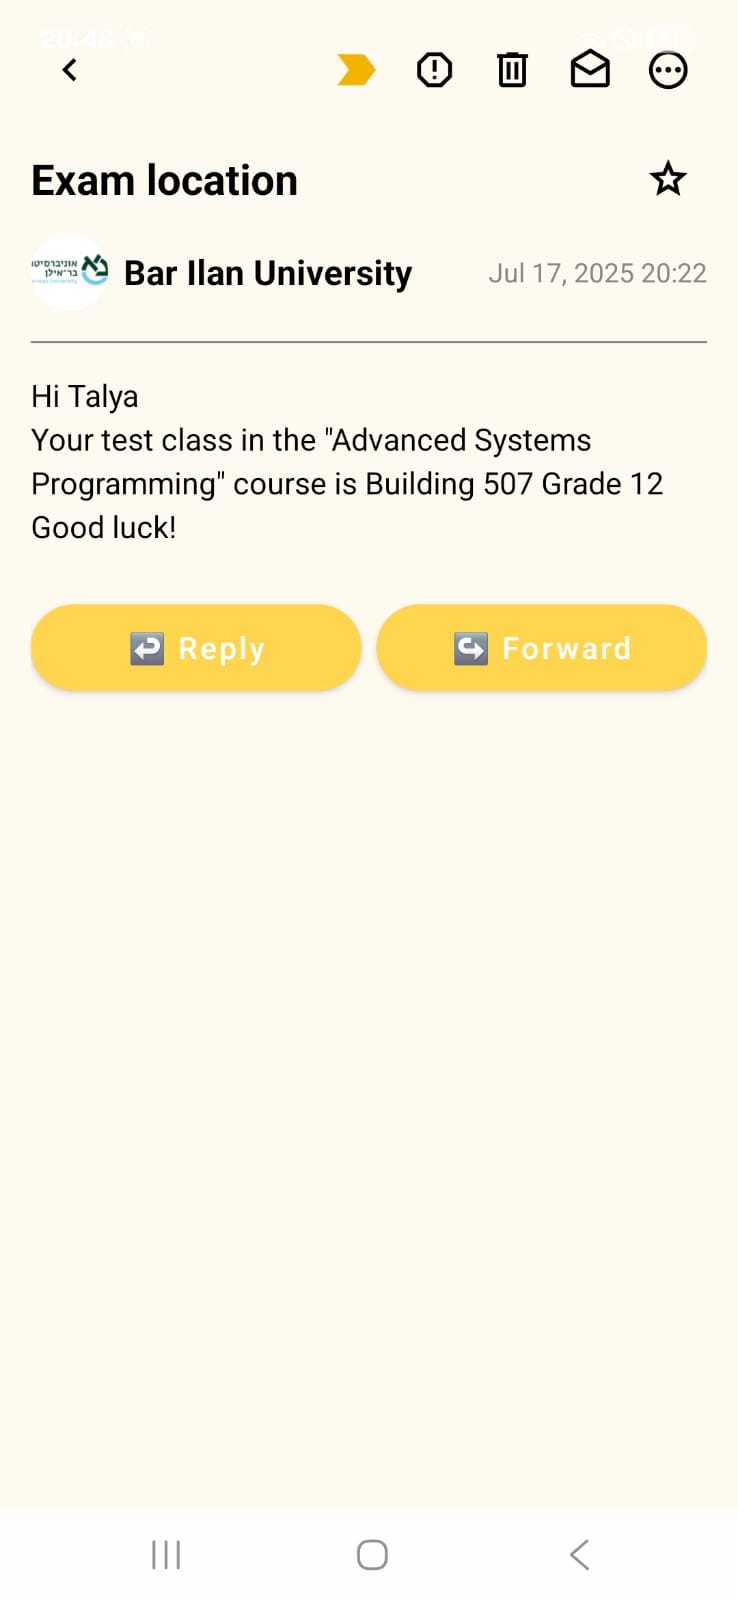 20:48
Exam location
אוניברסיטת
בר־אילן
Bar Ilan University
Jul 17, 2025 20:22
Hi Talya
Your test class in the "Advanced Systems
Programming" course is Building 507 Grade 12
Good luck!
Reply
Forward